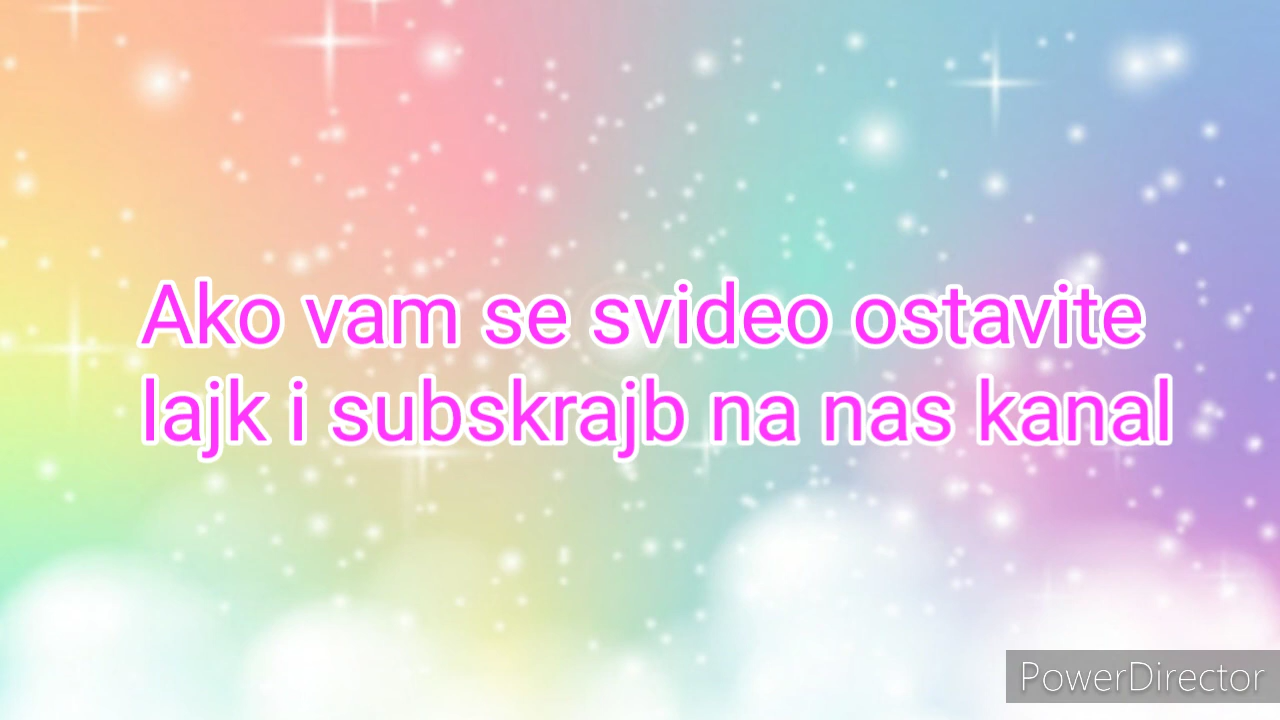 Ako vam se svideo ostavite
lajk i subskrajb na nas kanal
PowerDirector